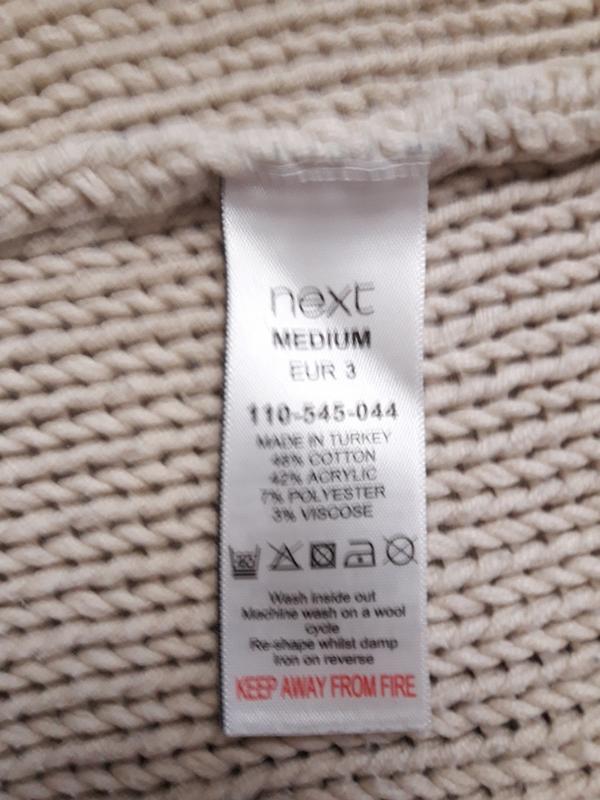 next
MEDIUM
EUR 3
110-545-044
MADE IN TURKEY
48% COTTON
42% ACRYLIC
7% POLYESTER
3% VISCOSE
Wash inside out
Machine wash on a wool
cycle
Re-shape whilst damp
Iron on reverse
KEEP AWAY FROM FIRE